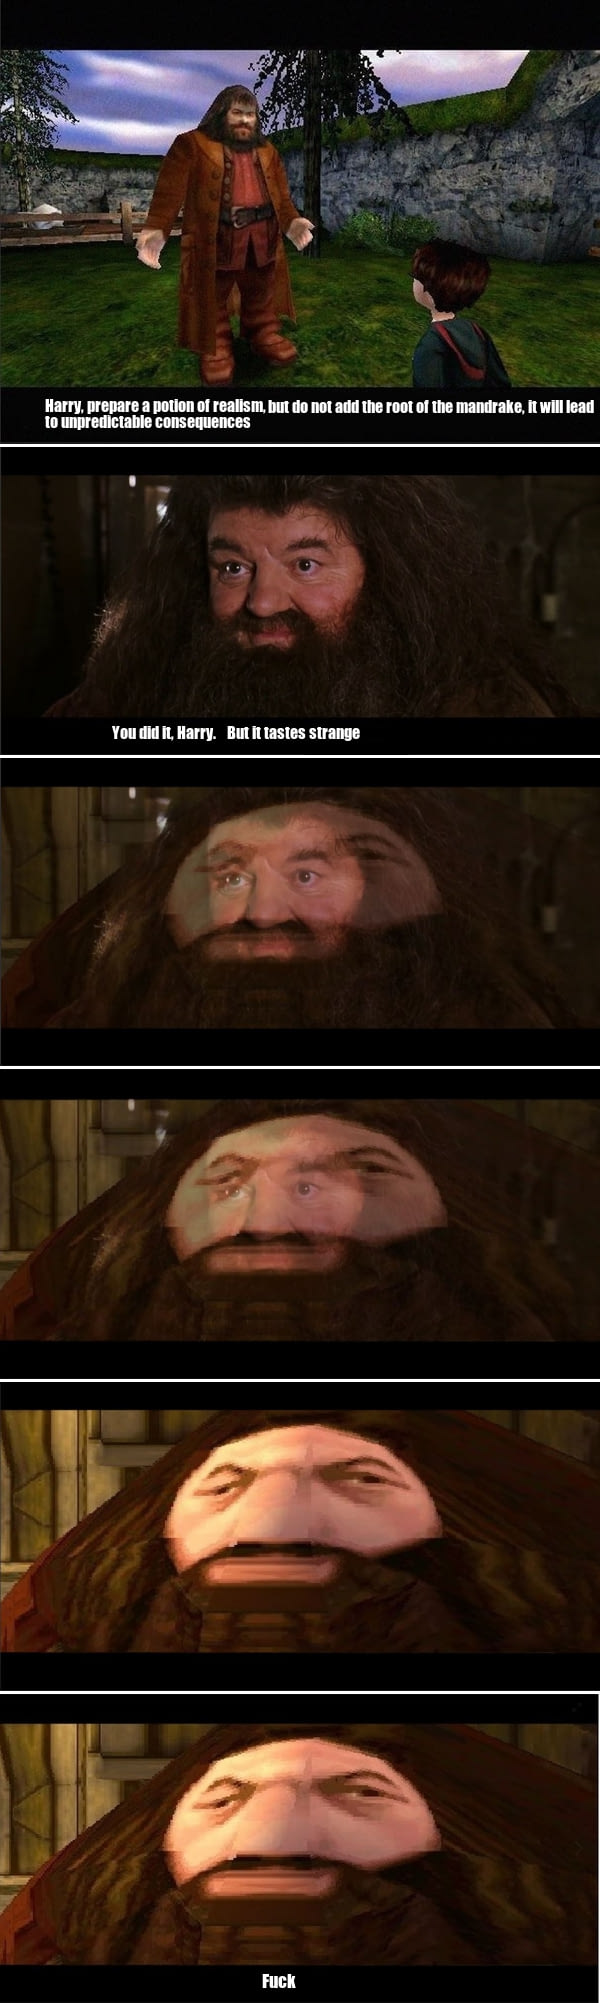 Harry, prepare a potion of realism, but do not add the root of the mandrake, it will lead
to unpredictable consequences
You did it, Harry. But it tastes strange
Fuck